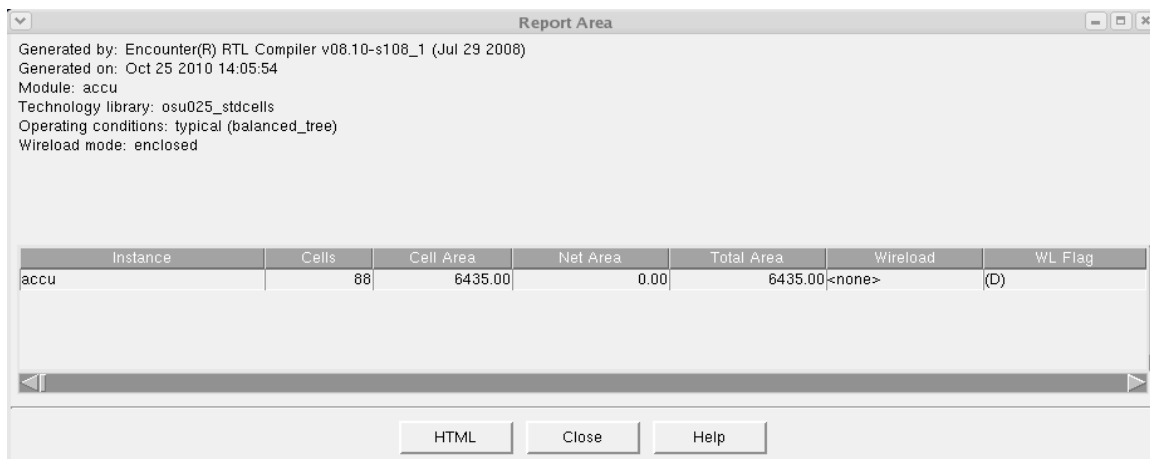 Report Area
Generated by: Encounter(R) RTL Compiler v08.10-s108_1 (Jul 29 2008)
Generated on: Oct 25 2010 14:05:54
Module: accu
Technology library: osu025_stdcells
Operating conditions: typical (balanced_tree)
Wireload mode: enclosed
Instance Cells Cell Area Net Area Total Area Wireload WL Flag
accu 88 6435.00 0.00 6435.00 <none> (D)
HTML Close Help